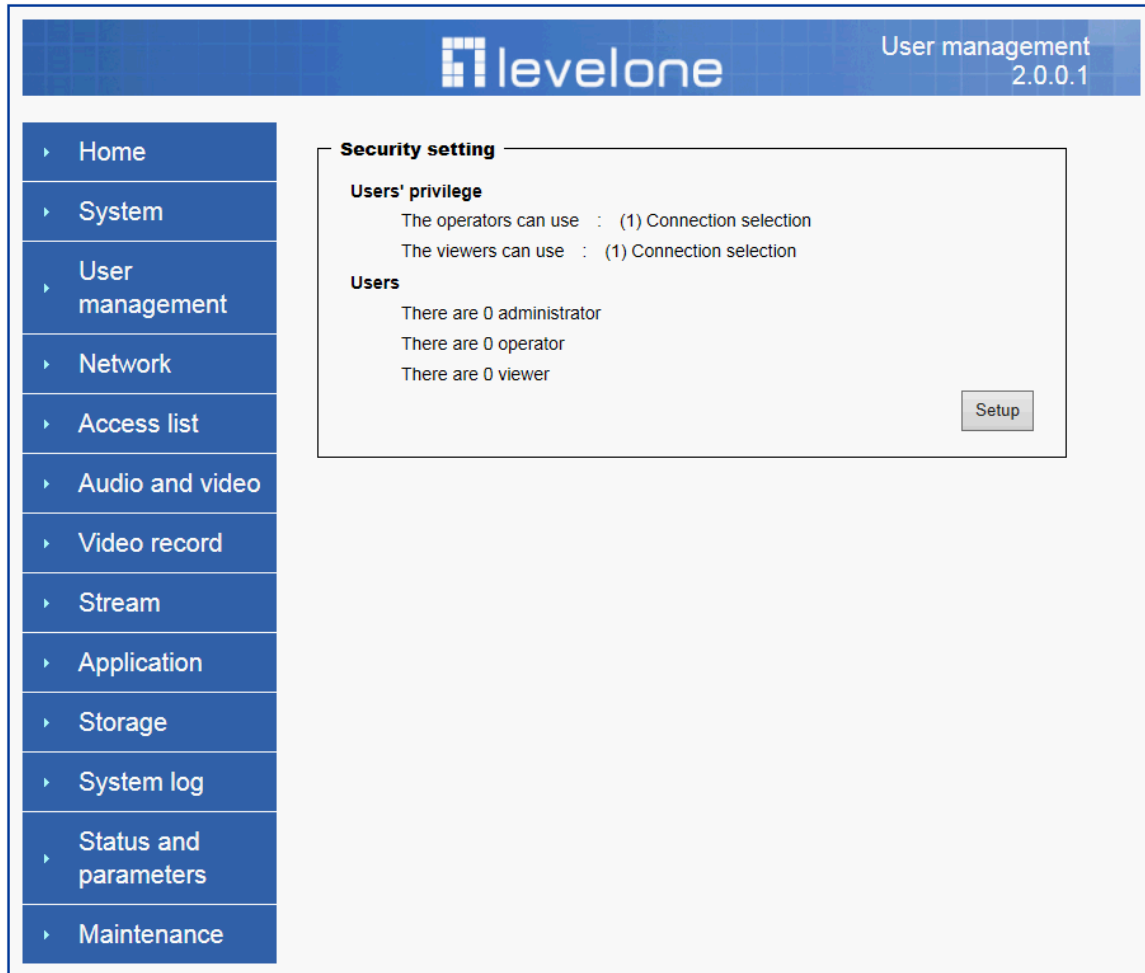 levelone
User management
2.0.0.1
Home
System
User
management
Network
Access list
Audio and video
Video record
Stream
Application
Storage
System log
Status and
parameters
Maintenance
Security setting
Users' privilege
The operators can use : (1) Connection selection
The viewers can use : (1) Connection selection
Users
There are 0 administrator
There are 0 operator
There are 0 viewer
Setup